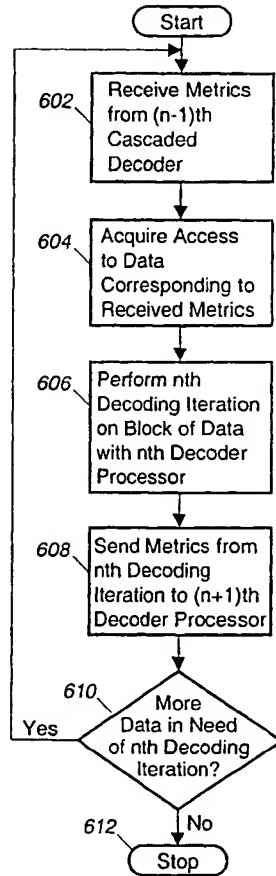 Start
602
Receive Metrics
from (n-1)th
Cascaded
Decoder
604
Acquire Access
to Data
Corresponding to
Received Metrics
606
Perform nth
Decoding Iteration
on Block of Data
with nth Decoder
Processor
608
Send Metrics from
nth Decoding
Iteration to (n+1)th
Decoder Processor
610
More
Data in Need
of nth Decoding
Iteration?
Yes
No
612
Stop